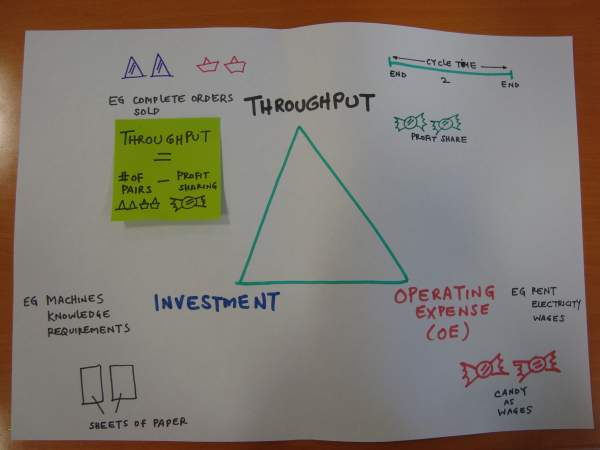 CYCLE TIME
END 2 END
EG COMPLETE ORDERS
SOLD
THROUGHPUT
PROFIT SHARE
THROUGHPUT
=
# OF
PAIRS
-
PROFIT
SHARING
EG MACHINES
KNOWLEDGE
REQUIREMENTS
INVESTMENT
OPERATING
EXPENSE
(OE)
EG RENT
ELECTRICITY
WAGES
SHEETS OF PAPER
CANDY
AS
WAGES